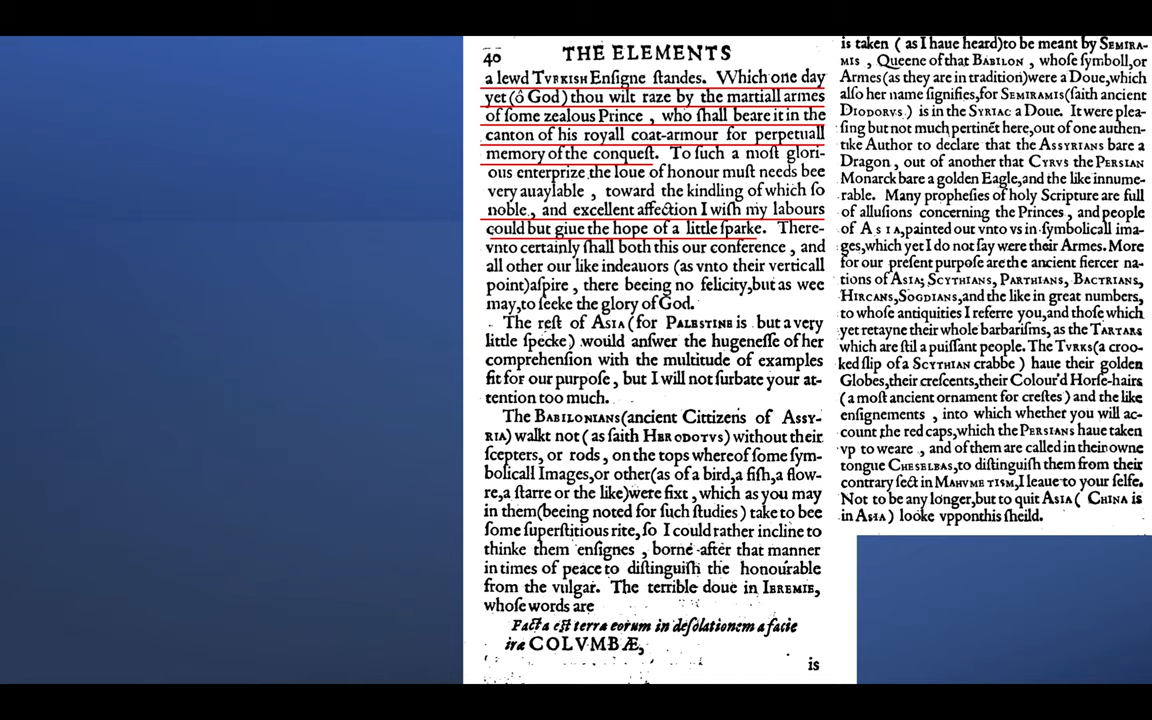 40 THE ELEMENTS
a lewd TVRKISH Enſigne ſtandes. Which one day
yet (ô God) thou wilt raze by the martiall armes
of ſome zealous Prince , who ſhall beare it in the
canton of his royall coat-armour for perpetuall
memory of the conqueſt. To ſuch a moſt glori-
ous enterprize the loue of honour muſt needs bee
very auaylable , toward the kindling of which ſo
noble , and excellent affection I wiſh my labours
could but giue the hope of a little ſparke. There-
vnto certainly ſhall both this our conference , and
all other our like indeauors (as vnto their verticall
point)aſpire , there beeing no felicity,but as wee
may,to ſeeke the glory of God.
The reſt of ASIA (for PALESTINE is but a very
little ſpecke) would anſwer the hugeneſſe of her
comprehenſion with the multitude of examples
fit for our purpoſe , but I will not ſurbate your at-
tention too much.
The BABILONIANS(ancient Cittizens of ASSY-
RIA) walkt not ( as ſaith HERODOTVS) without their
ſcepters, or rods , on the tops whereof ſome ſym-
bolicall Images,or other(as of a bird,a fiſh,a flow-
re,a ſtarre or the like)were fixt , which as you may
in them(beeing noted for ſuch ſtudies) take to bee
ſome ſuperſtitious rite,ſo I could rather incline to
thinke them enſignes , borne after that manner
in times of peace to diſtinguiſh the honourable
from the vulgar. The terrible doue in IEREMIE,
whoſe words are
Facta eſt terra eorum in deſolationem a facie
iræ COLVMBÆ,
is
is taken ( as I haue heard)to be meant by SEMIRA-
MIS , Queene of that BABILON , whoſe ſymboll,or
Armes(as they are in tradition)were a Doue,which
alſo her name ſignifies,for SEMIRAMIS(ſaith ancient
DIODORVS ) is in the SYRIAC a Doue. It were plea-
ſing but not much pertinēt here,out of one authen-
tike Author to declare that the ASSYRIANS bare a
Dragon , out of another that CYRVS the PERSIAN
Monarck bare a golden Eagle,and the like innume-
rable. Many propheſies of holy Scripture are full
of alluſions concerning the Princes , and people
of ASIA,painted out vnto vs in ſymbolicall ima-
ges,which yet I do not ſay were their Armes. More
for our preſent purpoſe are the ancient fiercer na-
tions of ASIA; SCYTHIANS, PARTHIANS, BACTRIANS,
HIRCANS,SOGDIANS,and the like in great numbers,
to whoſe antiquities I referre you,and thoſe which
yet retayne their whole barbariſms, as the TARTARS
which are ſtil a puiſſant people. The TVRKS(a croo-
ked ſlip of a SCYTHIAN crabbe ) haue their golden
Globes,their creſcents,their Colour'd Horſe-hairs
( a moſt ancient ornament for creſtes ) and the like
enſignements , into which whether you will ac-
count the red caps,which the PERSIANS haue taken
vp to weare , and of them are called in their owne
tongue CHESELBAS,to diſtinguiſh them from their
contrary ſect in MAHVMETISM,I leaue to your ſelfe.
Not to be any longer,but to quit ASIA ( CHINA is
in ASIA ) looke vppon this ſheild.